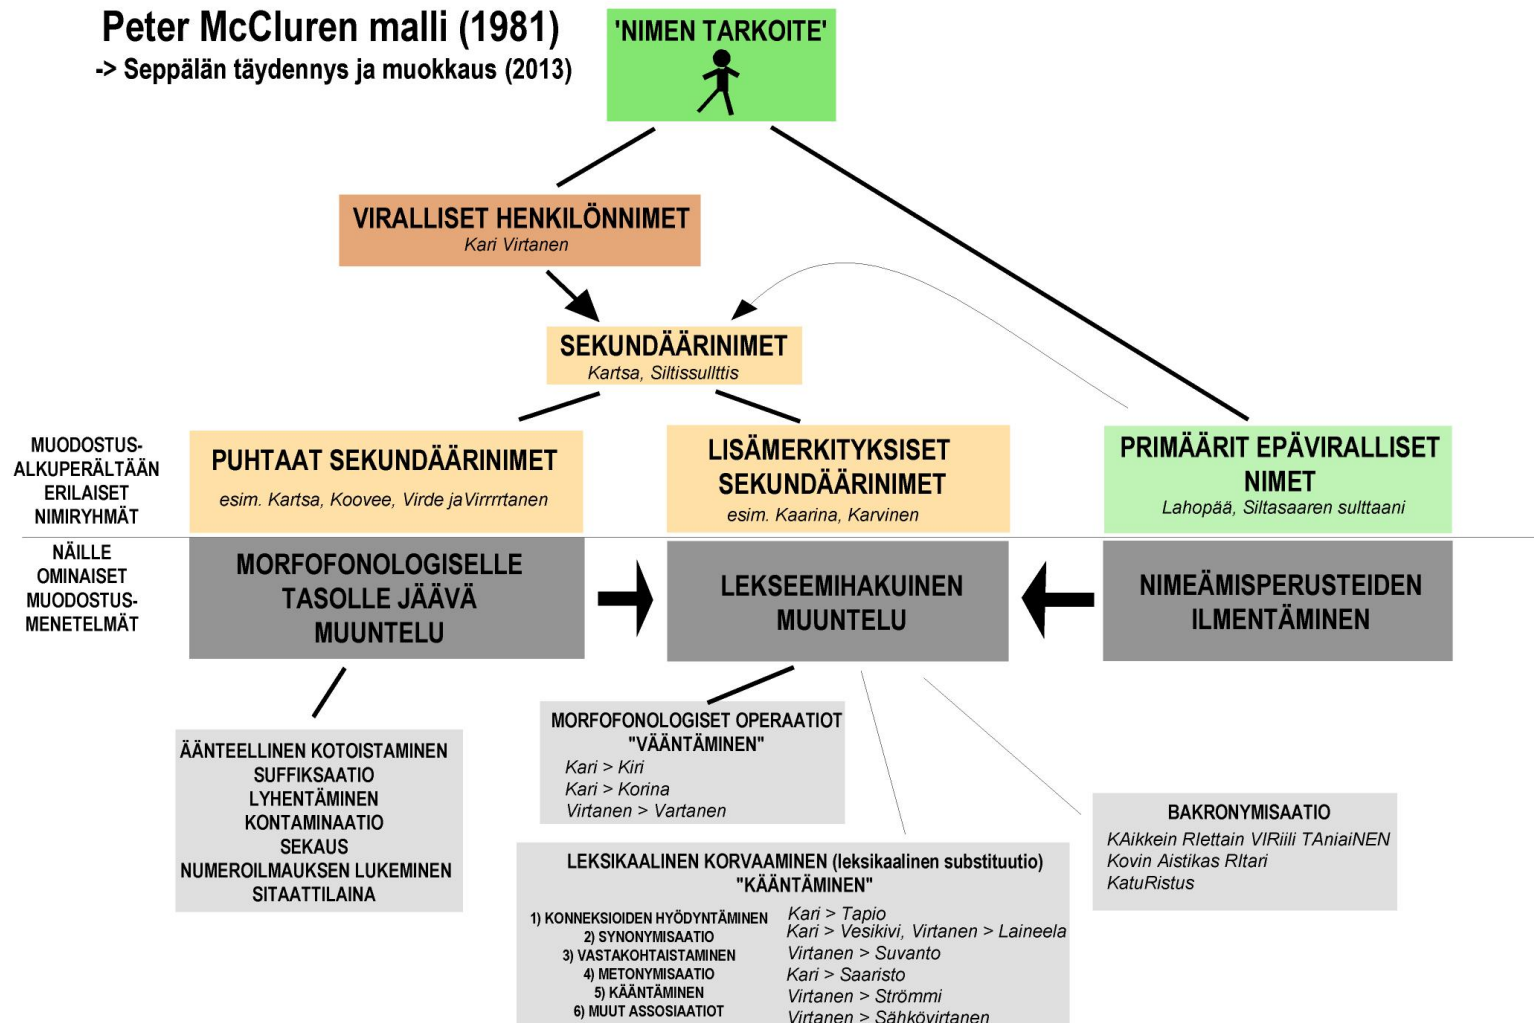 Peter McCluren malli (1981)
-> Seppälän täydennys ja muokkaus (2013)
'NIMEN TARKOITE'
VIRALLISET HENKILÖNNIMET
Kari Virtanen
SEKUNDÄÄRINIMET
Kartsa, Siltissullttis
MUODOSTUS-
ALKUPERÄLTÄÄN
ERILAISET
NIMIRYHMÄT
PUHTAAT SEKUNDÄÄRINIMET
esim. Kartsa, Koovee, Virde jaVirrrrtanen
LISÄMERKITYKSISET
SEKUNDÄÄRINIMET
esim. Kaarina, Karvinen
PRIMÄÄRIT EPÄVIRALLISET
NIMET
Lahopää, Siltasaaren sulttaani
NÄILLE
OMINAISET
MUODOSTUS-
MENETELMÄT
MORFOFONOLOGISELLE
TASOLLE JÄÄVÄ
MUUNTELU
LEKSEEMIHAKUINEN
MUUNTELU
NIMEÄMISPERUSTEIDEN
ILMENTÄMINEN
ÄÄNTEELLINEN KOTOISTAMINEN
SUFFIKSAATIO
LYHENTÄMINEN
KONTAMINAATIO
SEKAUS
NUMEROILMAUKSEN LUKEMINEN
SITAATTILAINA
MORFOFONOLOGISET OPERAATIOT
"VÄÄNTÄMINEN"
Kari > Kiri
Kari > Korina
Virtanen > Vartanen
LEKSIKAALINEN KORVAAMINEN (leksikaalinen substituutio)
"KÄÄNTÄMINEN"
1) KONNEKSIOIDEN HYÖDYNTÄMINEN
2) SYNONYMISAATIO
3) VASTAKOHTAISTAMINEN
4) METONYMISAATIO
5) KÄÄNTÄMINEN
6) MUUT ASSOSIAATIOT
Kari > Tapio
Kari > Vesikivi, Virtanen > Laineela
Virtanen > Suvanto
Kari > Saaristo
Virtanen > Strömmi
Virtanen > Sähkövirtanen
BAKRONYMISAATIO
KAikkein RIettain VIRiili TAniaiNEN
Kovin Aistikas RItari
KatuRistus